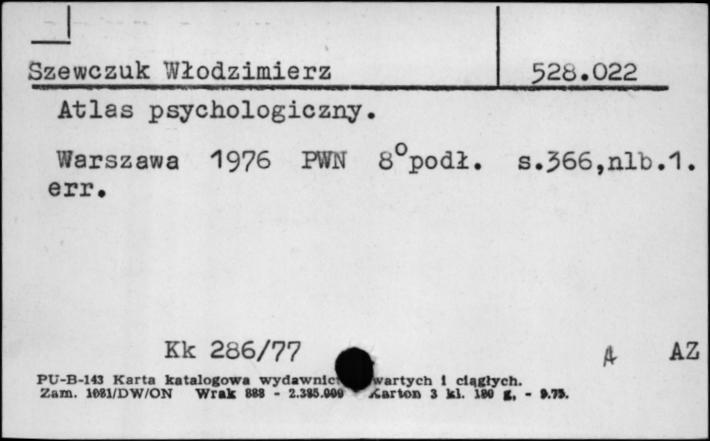 Szewczuk Włodzimierz 528.022
Atlas psychologiczny.
Warszawa 1976 PWN 8°podł. s.366,nlb.1.
err.
Kk 286/77 A AZ
PU-B-143 Karta katalogowa wydawnict wartych i ciągłych.
Zam. 1081/DW/ON Wrak 888 - 2.385.000 Karton 3 kl. 180 g, - 9.75.